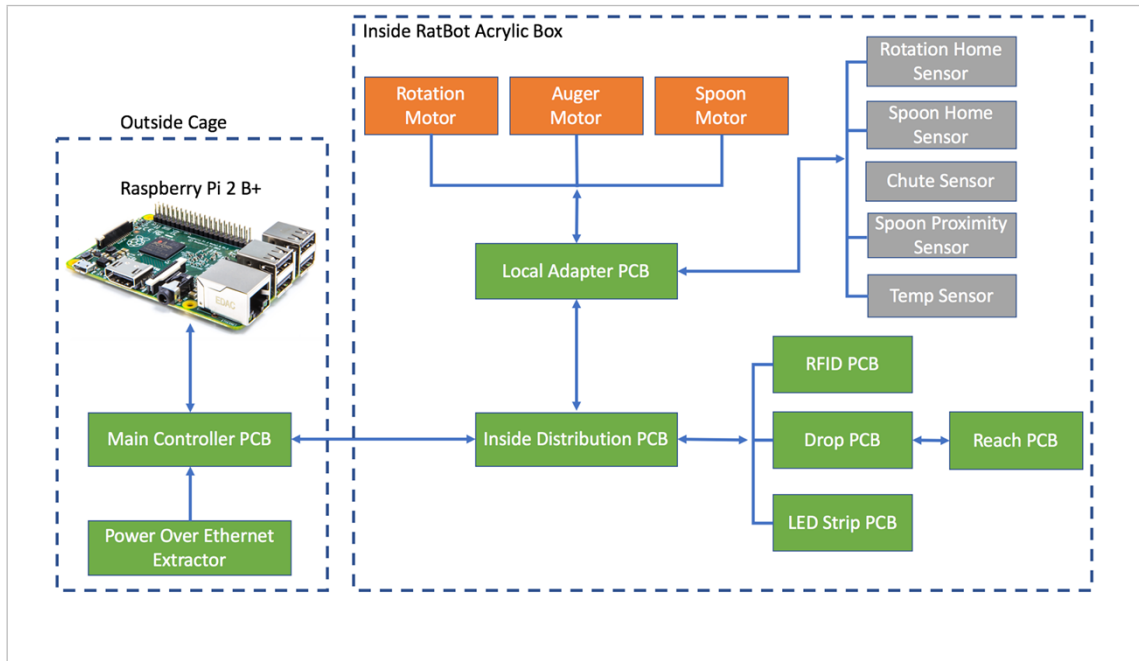 Inside RatBot Acrylic Box
Rotation
Motor
Auger
Motor
Spoon
Motor
Rotation Home
Sensor
Spoon Home
Sensor
Chute Sensor
Spoon Proximity
Sensor
Temp Sensor
Outside Cage
Raspberry Pi 2 B+
EDAC
Local Adapter PCB
RFID PCB
Main Controller PCB
Inside Distribution PCB
Drop PCB
Reach PCB
LED Strip PCB
Power Over Ethernet
Extractor